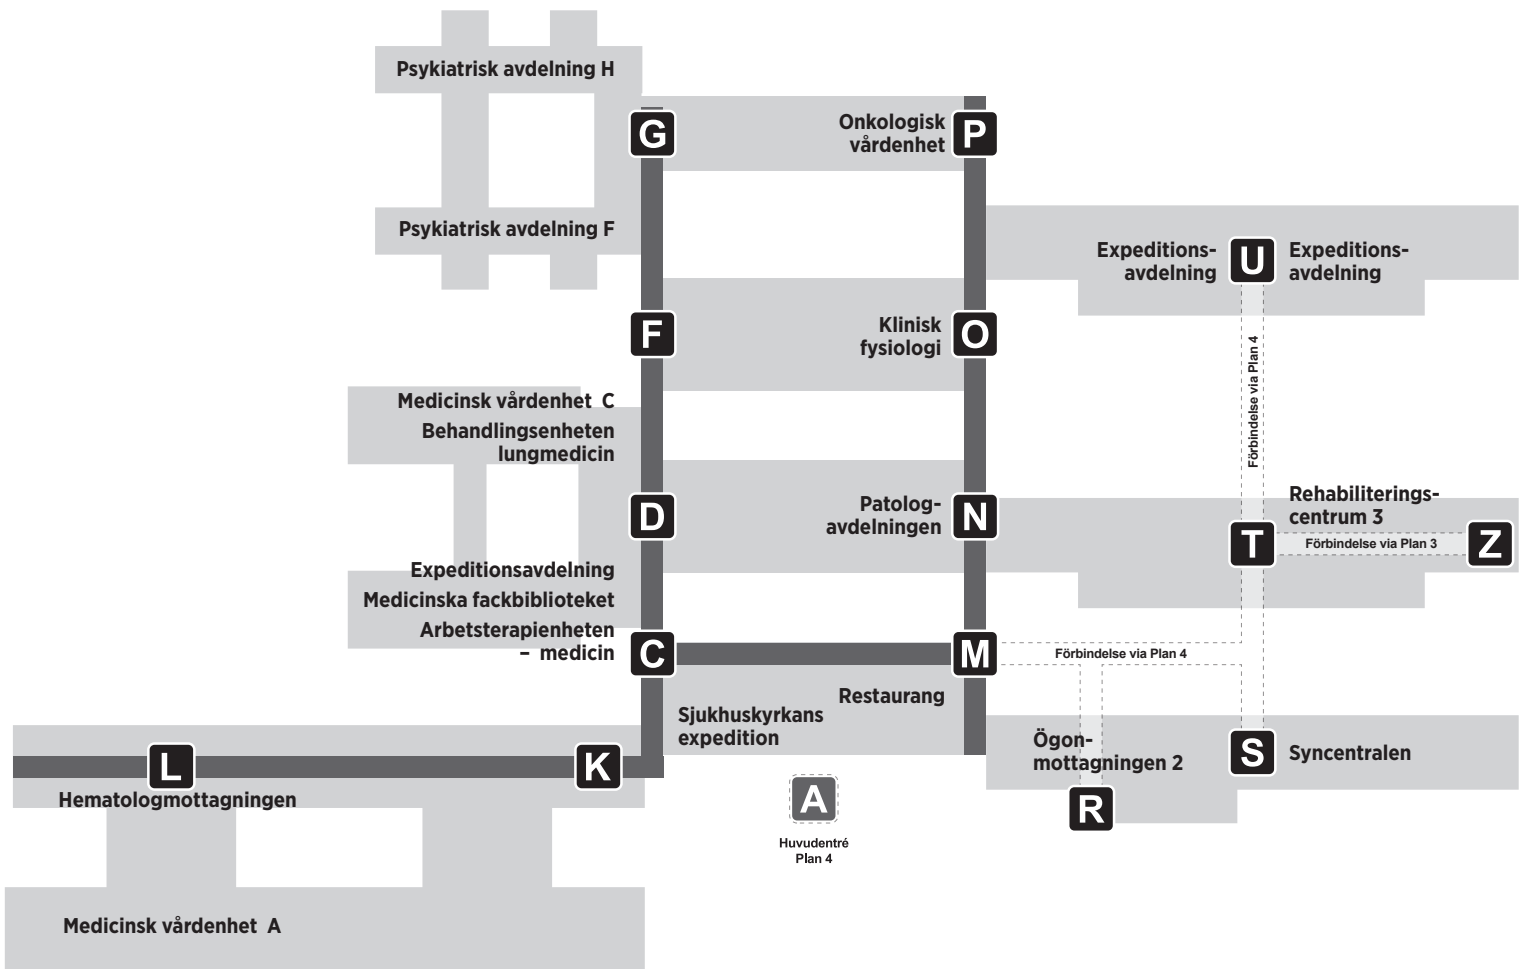 Psykiatrisk avdelning H
G
Onkologisk
vårdenhet
P
Psykiatrisk avdelning F
Expeditions-
avdelning
U
Expeditions-
avdelning
F
Klinisk
fysiologi
O
Förbindelse via Plan 4
Medicinsk vårdenhet C
Behandlingsenheten
lungmedicin
D
Patolog-
avdelningen
N
Rehabiliterings-
centrum 3
T
Förbindelse via Plan 3
Z
Expeditionsavdelning
Medicinska fackbiblioteket
Arbetsterapienheten
– medicin
C
M
Förbindelse via Plan 4
Restaurang
Sjukhuskyrkans
expedition
Ögon-
mottagningen 2
S
Syncentralen
L
K
Hematologmottagningen
A
Huvudentré
Plan 4
R
Medicinsk vårdenhet A